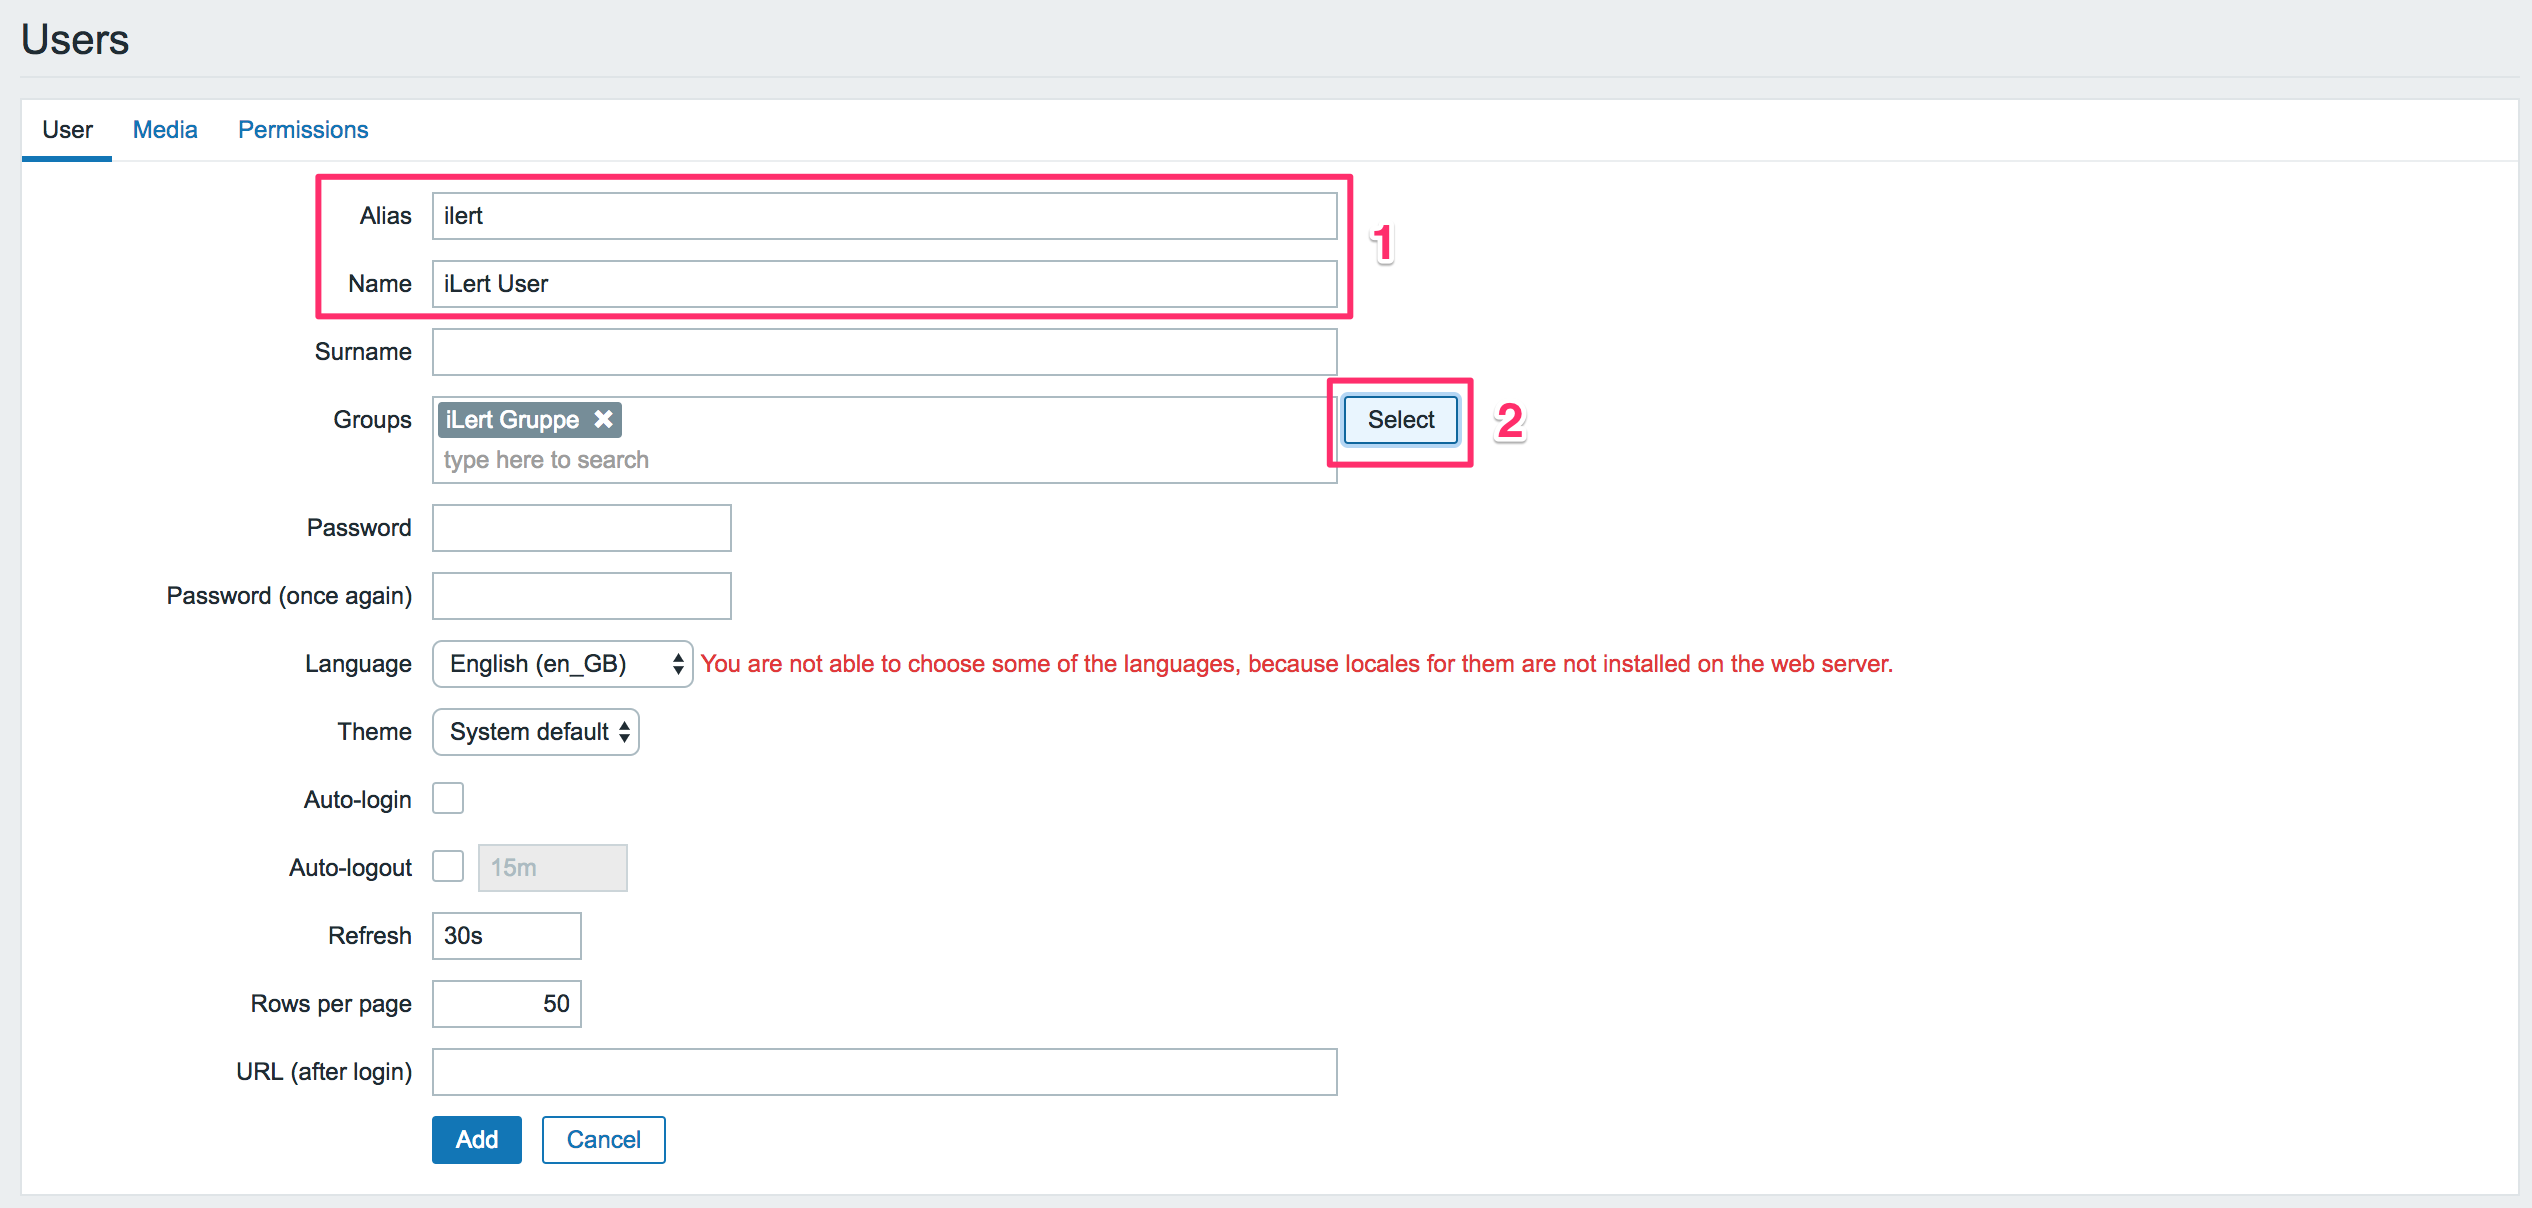 Users
User Media Permissions
Alias ilert
1
Name iLert User
Surname
Groups iLert Gruppe Select 2
type here to search
Password
Password (once again)
Language English (en_GB) You are not able to choose some of the languages, because locales for them are not installed on the web server.
Theme System default
Auto-login
Auto-logout 15m
Refresh 30s
Rows per page 50
URL (after login)
Add Cancel